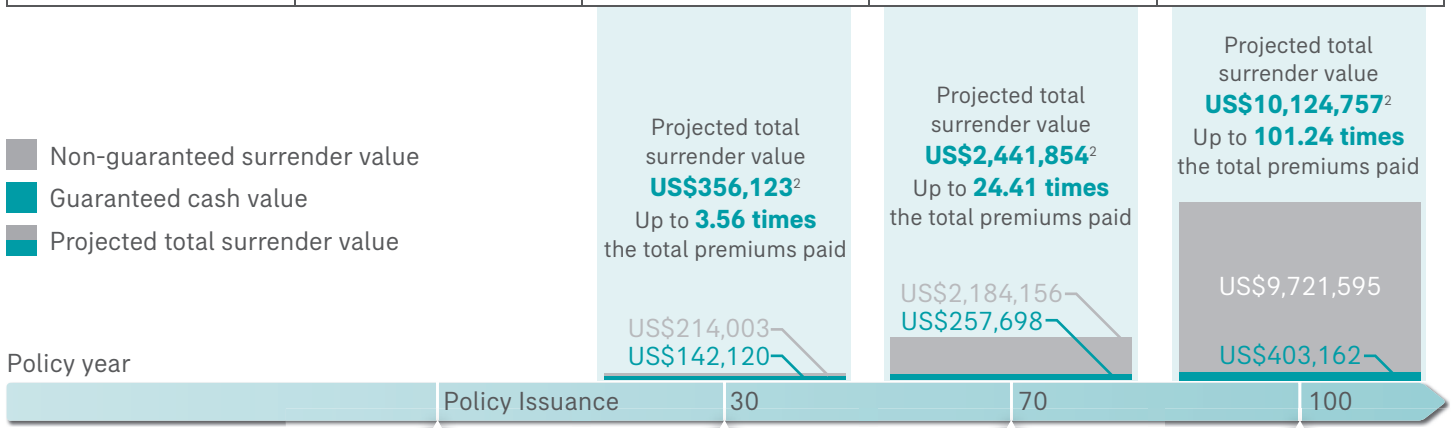 Non-guaranteed surrender value
Guaranteed cash value
Projected total surrender value
Projected total
surrender value
US$356,123²
Up to 3.56 times
the total premiums paid
US$214,003
US$142,120
Projected total
surrender value
US$2,441,854²
Up to 24.41 times
the total premiums paid
US$2,184,156
US$257,698
Projected total
surrender value
US$10,124,757²
Up to 101.24 times
the total premiums paid
US$9,721,595
US$403,162
Policy year
Policy Issuance 30 70 100